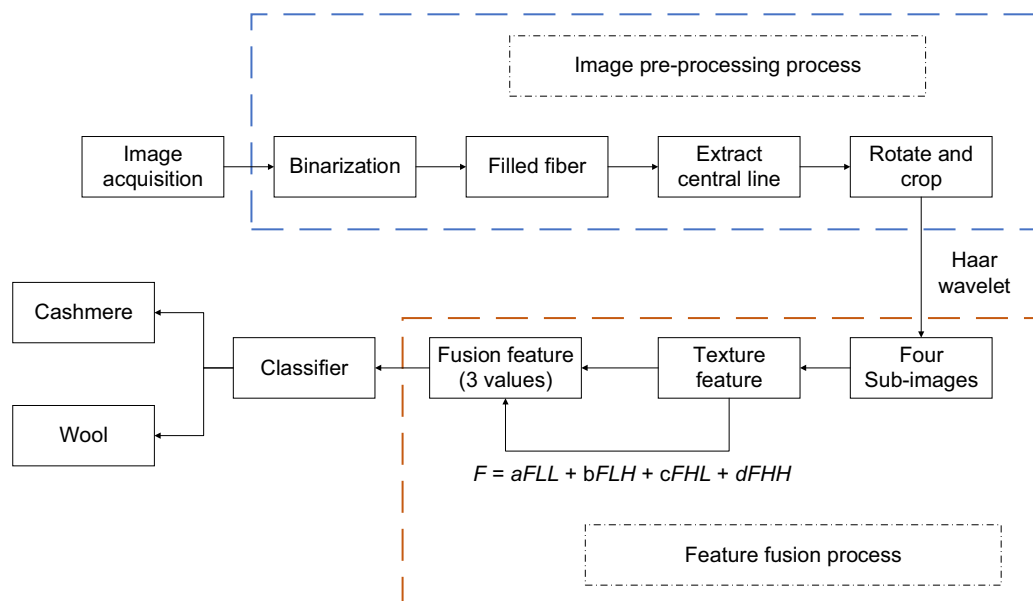 Image pre-processing process
Image
acquisition
Binarization
Filled fiber
Extract
central line
Rotate and
crop
Haar
wavelet
Cashmere
Wool
Classifier
Fusion feature
(3 values)
Texture
feature
Four
Sub-images
F = aFLL + bFLH + cFHL + dFHH
Feature fusion process